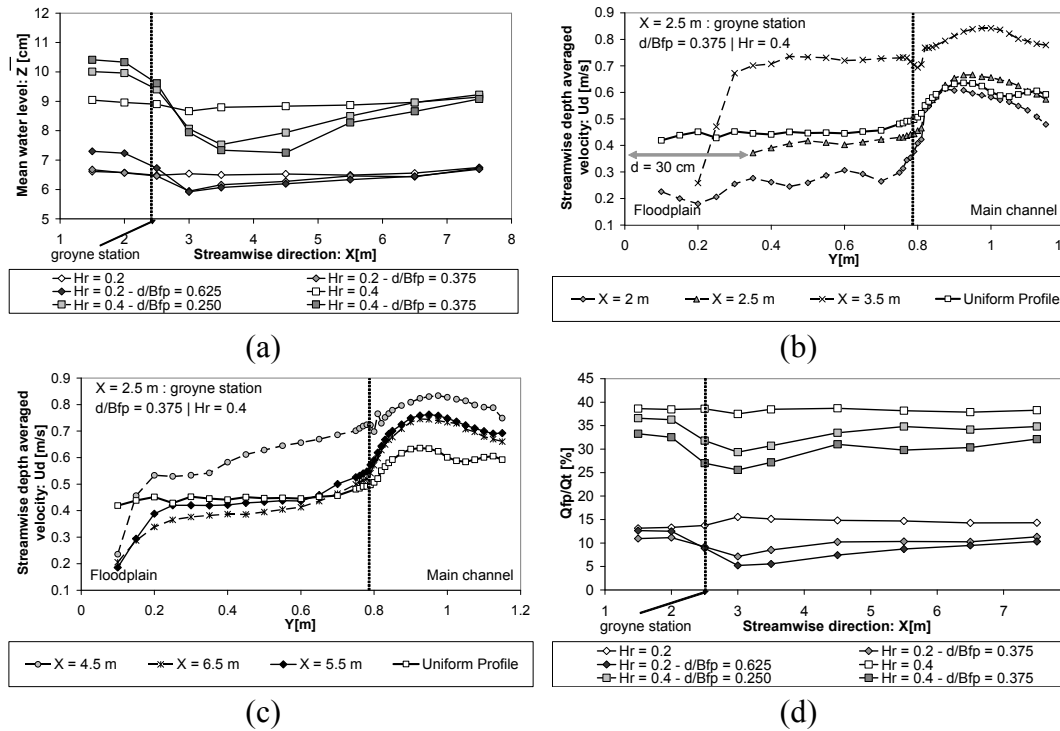 12
11
10
9
8
7
6
5
Mean water level: Z [cm]
1 2 3 4 5 6 7 8
groyne station
Streamwise direction: X[m]
Hr = 0.2
Hr = 0.2 - d/Bfp = 0.375
Hr = 0.2 - d/Bfp = 0.625
Hr = 0.4
Hr = 0.4 - d/Bfp = 0.250
Hr = 0.4 - d/Bfp = 0.375
(a)
X = 2.5 m : groyne station
d/Bfp = 0.375 | Hr = 0.4
0.9
0.8
0.7
0.6
0.5
0.4
0.3
0.2
0.1
Streamwise depth averaged
velocity: Ud [m/s]
d = 30 cm
Floodplain
Main channel
0 0.2 0.4 0.6 0.8 1
Y[m]
X = 2 m
X = 2.5 m
X = 3.5 m
Uniform Profile
(b)
X = 2.5 m : groyne station
d/Bfp = 0.375 | Hr = 0.4
0.9
0.8
0.7
0.6
0.5
0.4
0.3
0.2
0.1
Streamwise depth averaged
velocity: Ud [m/s]
Floodplain
Main channel
0 0.2 0.4 0.6 0.8 1 1.2
Y[m]
X = 4.5 m
X = 6.5 m
X = 5.5 m
Uniform Profile
(c)
45
40
35
30
25
20
15
10
5
0
Qfp/Qt [%]
1 2 3 4 5 6 7
groyne station
Streamwise direction: X[m]
Hr = 0.2
Hr = 0.2 - d/Bfp = 0.375
Hr = 0.2 - d/Bfp = 0.625
Hr = 0.4
Hr = 0.4 - d/Bfp = 0.250
Hr = 0.4 - d/Bfp = 0.375
(d)